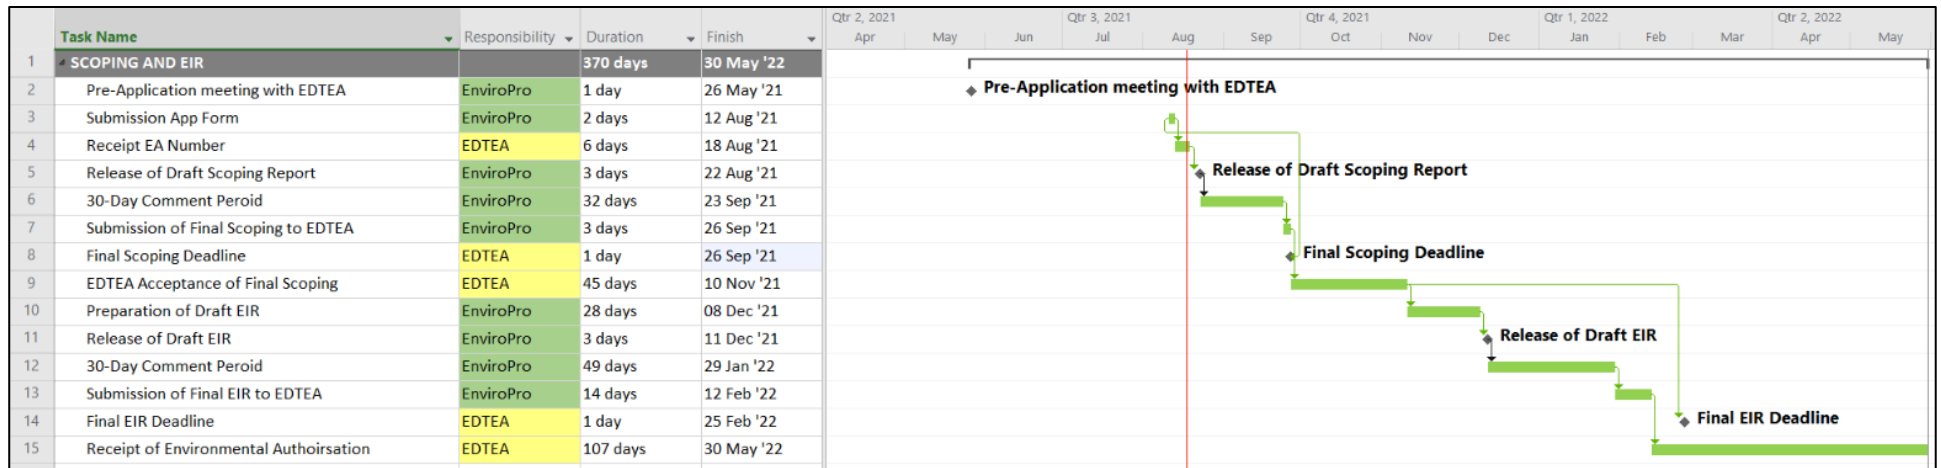 Qtr 2, 2021 Qtr 3, 2021 Qtr 4, 2021 Qtr 1, 2022 Qtr 2, 2022
Task Name Responsibility Duration Finish Apr May Jun Jul Aug Sep Oct Nov Dec Jan Feb Mar Apr May
1 SCOPING AND EIR 370 days 30 May '22
2 Pre-Application meeting with EDTEA EnviroPro 1 day 26 May '21 Pre-Application meeting with EDTEA
3 Submission App Form EnviroPro 2 days 12 Aug '21
4 Receipt EA Number EDTEA 6 days 18 Aug '21
5 Release of Draft Scoping Report EnviroPro 3 days 22 Aug '21 Release of Draft Scoping Report
6 30-Day Comment Peroid EnviroPro 32 days 23 Sep '21
7 Submission of Final Scoping to EDTEA EnviroPro 3 days 26 Sep '21
8 Final Scoping Deadline EDTEA 1 day 26 Sep '21 Final Scoping Deadline
9 EDTEA Acceptance of Final Scoping EDTEA 45 days 10 Nov '21
10 Preparation of Draft EIR EnviroPro 28 days 08 Dec '21
11 Release of Draft EIR EnviroPro 3 days 11 Dec '21 Release of Draft EIR
12 30-Day Comment Peroid EnviroPro 49 days 29 Jan '22
13 Submission of Final EIR to EDTEA EnviroPro 14 days 12 Feb '22
14 Final EIR Deadline EDTEA 1 day 25 Feb '22 Final EIR Deadline
15 Receipt of Environmental Authoirsation EDTEA 107 days 30 May '22